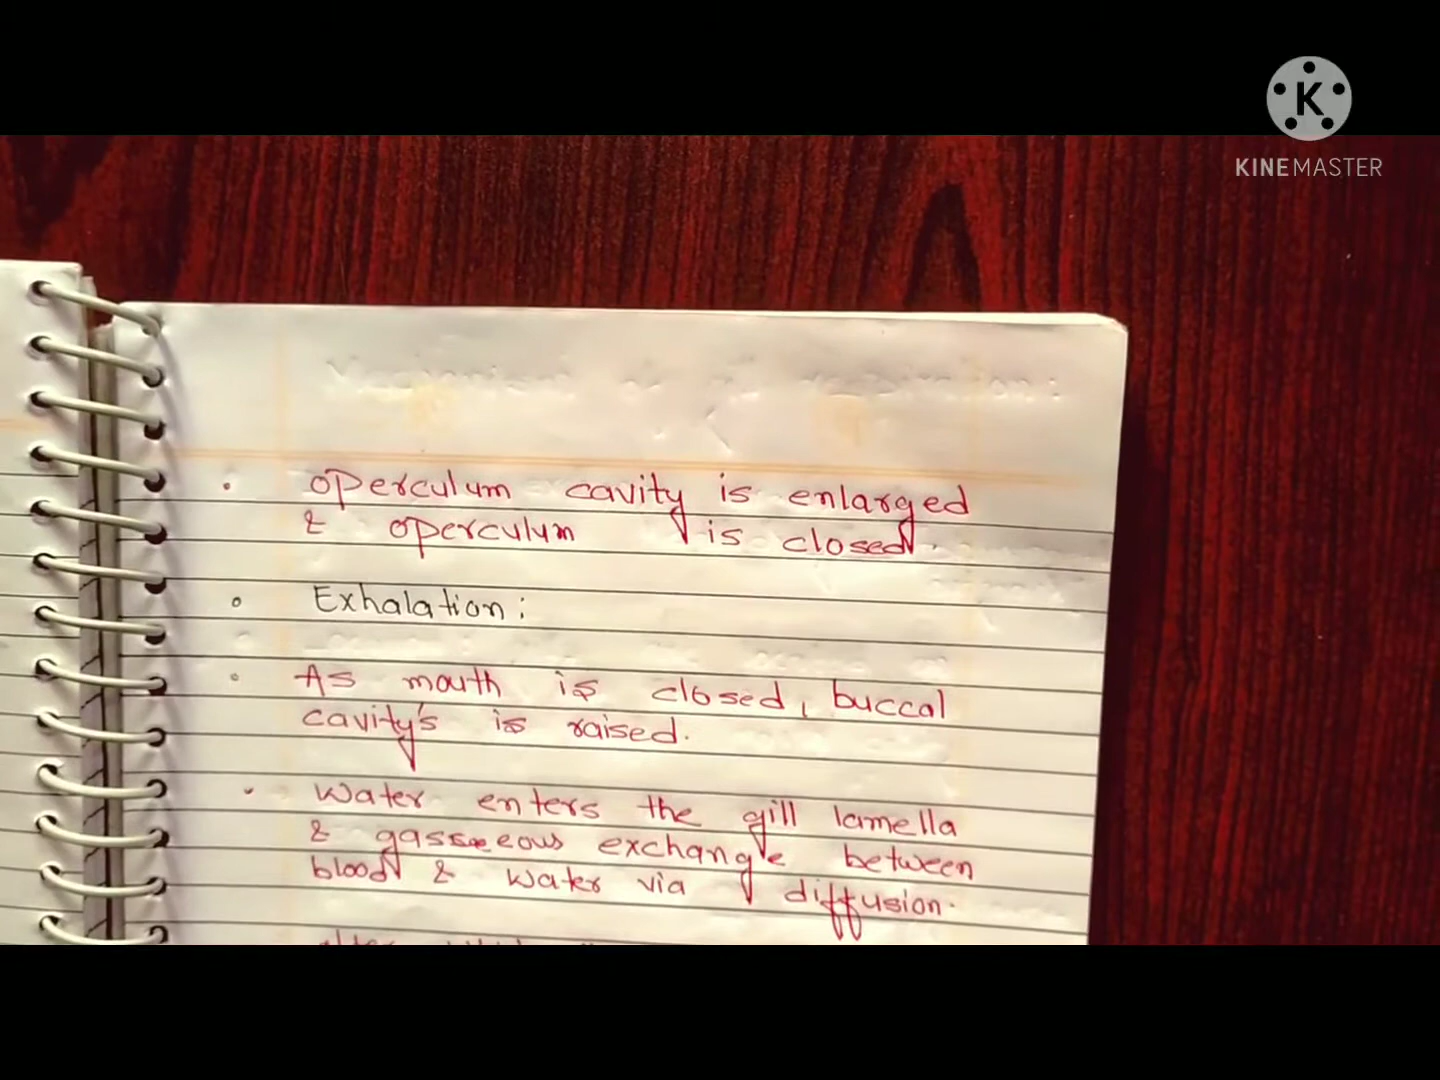 KINEMASTER
• operculum cavity is enlarged
& operculum is closed.
• Exhalation:
• As mouth is closed, buccal
cavity's is raised.
• Water enters the gill lamella
& gasseous exchange between
blood & water via diffusion.